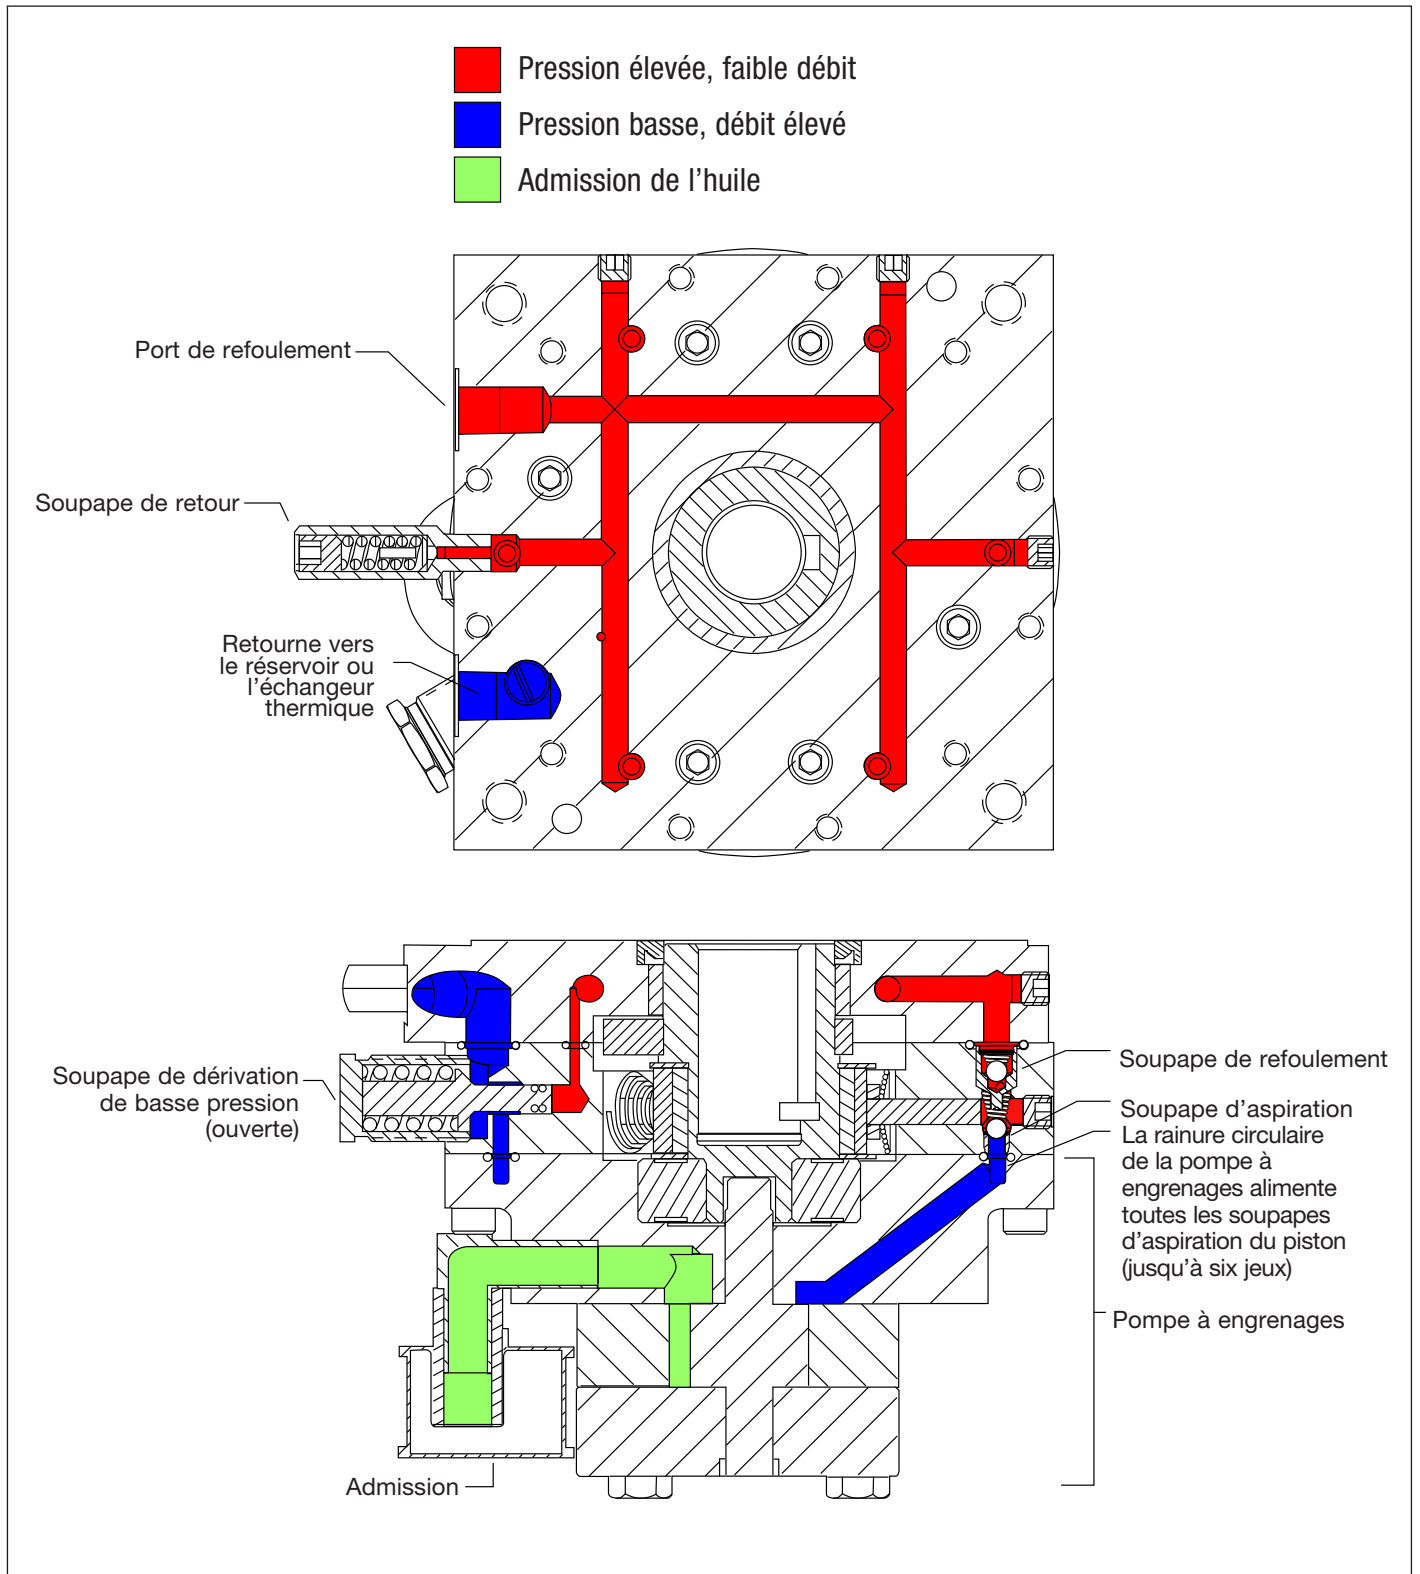 Pression élevée, faible débit
Pression basse, débit élevé
Admission de l’huile
Port de refoulement
Soupape de retour
Retourne vers
le réservoir ou
l’échangeur
thermique
Soupape de dérivation
de basse pression
(ouverte)
Soupape de refoulement
Soupape d’aspiration
La rainure circulaire
de la pompe à
engrenages alimente
toutes les soupapes
d’aspiration du piston
(jusqu’à six jeux)
Pompe à engrenages
Admission